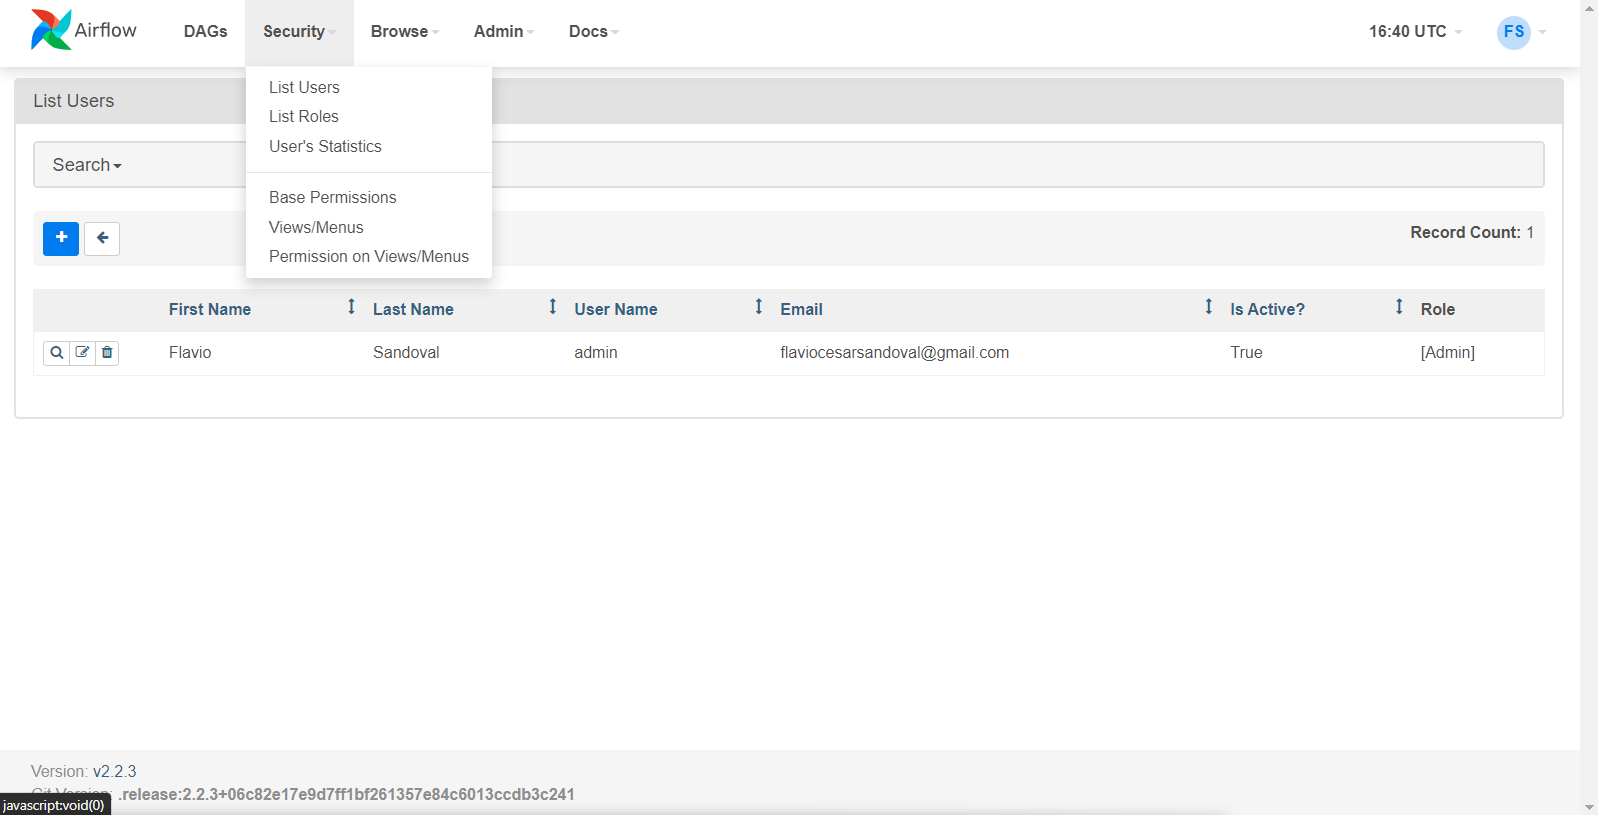 Airflow DAGs Security Browse Admin Docs 16:40 UTC FS
List Users
List Roles
User's Statistics
Base Permissions
Views/Menus
Permission on Views/Menus
List Users
Search
Record Count: 1
First Name Last Name User Name Email Is Active? Role
Flavio Sandoval admin flaviocesarsandoval@gmail.com True [Admin]
Version: v2.2.3
Git Version: .release:2.2.3+06c82e17e9d7ff1bf261357e84c6013ccdb3c241
javascript:void(0)